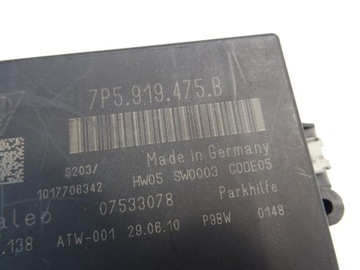 7P5.919.475.B
S203/ Made in Germany
1017706342 HW05 SW0003 CODE05
aleo 07533078 Parkhilfe
.138 ATW-001 29.06.10 P9BW 0148